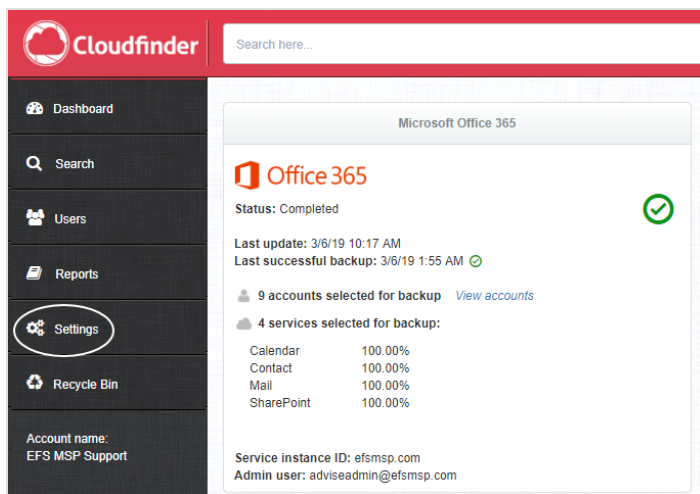 Cloudfinder
Search here...
Dashboard
Search
Users
Reports
Settings
Recycle Bin
Account name:
EFS MSP Support
Microsoft Office 365
Office 365
Status: Completed
Last update: 3/6/19 10:17 AM
Last successful backup: 3/6/19 1:55 AM
9 accounts selected for backup View accounts
4 services selected for backup:
Calendar 100.00%
Contact 100.00%
Mail 100.00%
SharePoint 100.00%
Service instance ID: efsmsp.com
Admin user: adviseadmin@efsmsp.com